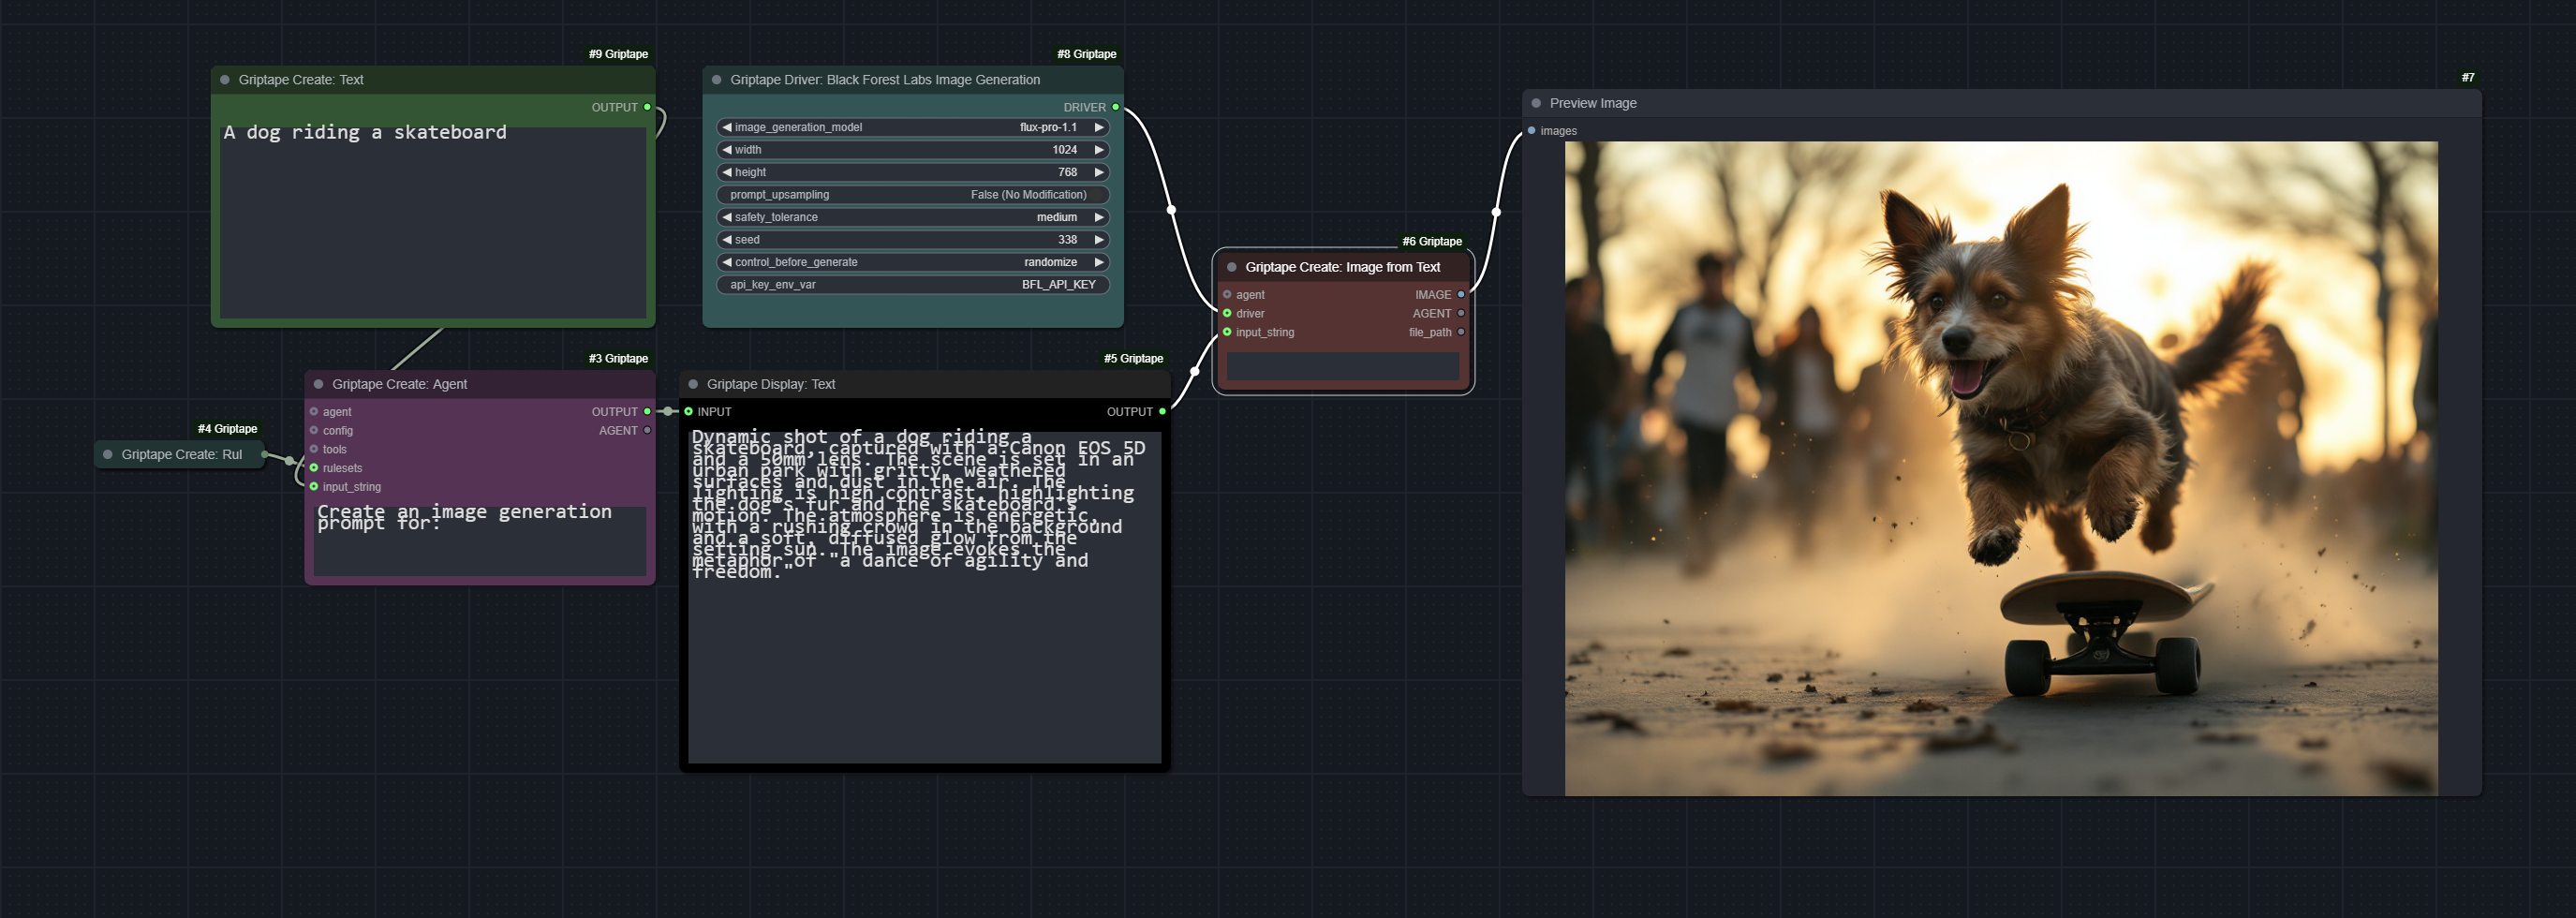 #9 Griptape
Griptape Create: Text
OUTPUT
A dog riding a skateboard
#8 Griptape
Griptape Driver: Black Forest Labs Image Generation
DRIVER
image_generation_model flux-pro-1.1
width 1024
height 768
prompt_upsampling False (No Modification)
safety_tolerance medium
seed 338
control_before_generate randomize
api_key_env_var BFL_API_KEY
#4 Griptape
Griptape Create: Rul
#3 Griptape
Griptape Create: Agent
agent OUTPUT
config AGENT
tools
rulesets
input_string
Create an image generation
prompt for:
#5 Griptape
Griptape Display: Text
INPUT OUTPUT
Dynamic shot of a dog riding a
skateboard, captured with a Canon EOS 5D
and a 50mm lens. The scene is set in an
urban park with gritty, weathered
surfaces and dust in the air. The
lighting is high contrast, highlighting
the dog's fur and the skateboard's
motion. The atmosphere is energetic,
with a rushing crowd in the background
and a soft, diffused glow from the
setting sun. The image evokes the
metaphor of "a dance of agility and
freedom."
#6 Griptape
Griptape Create: Image from Text
agent IMAGE
driver AGENT
input_string file_path
#7
Preview Image
images